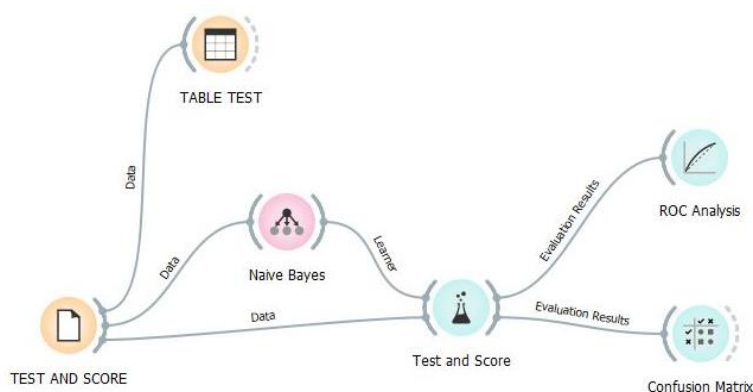 TABLE TEST
Data
Evaluation Results
ROC Analysis
Naive Bayes
Learner
Data
Data
Evaluation Results
TEST AND SCORE
Test and Score
Confusion Matrix